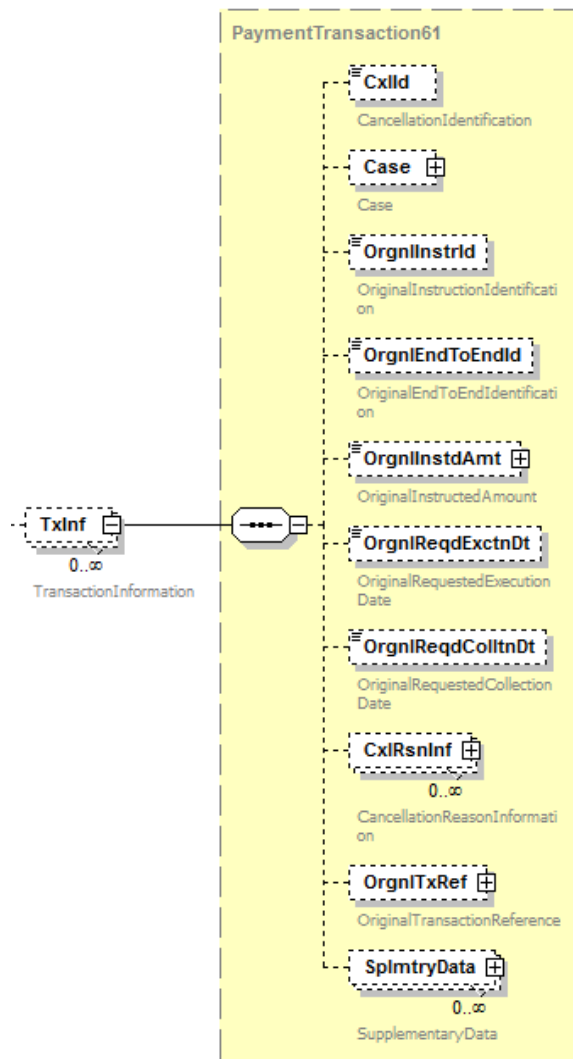 PaymentTransaction61
CxlId
CancellationIdentification
Case
Case
OrgnlInstrId
OriginalInstructionIdentificati
on
OrgnlEndToEndId
OriginalEndToEndIdentificati
on
OrgnlInstdAmt
OriginalInstructedAmount
TxInf
0..∞
TransactionInformation
OrgnlReqdExctnDt
OriginalRequestedExecution
Date
OrgnlReqdColltnDt
OriginalRequestedCollection
Date
CxlRsnInf
0..∞
CancellationReasonInformati
on
OrgnlTxRef
OriginalTransactionReference
SplmtryData
0..∞
SupplementaryData